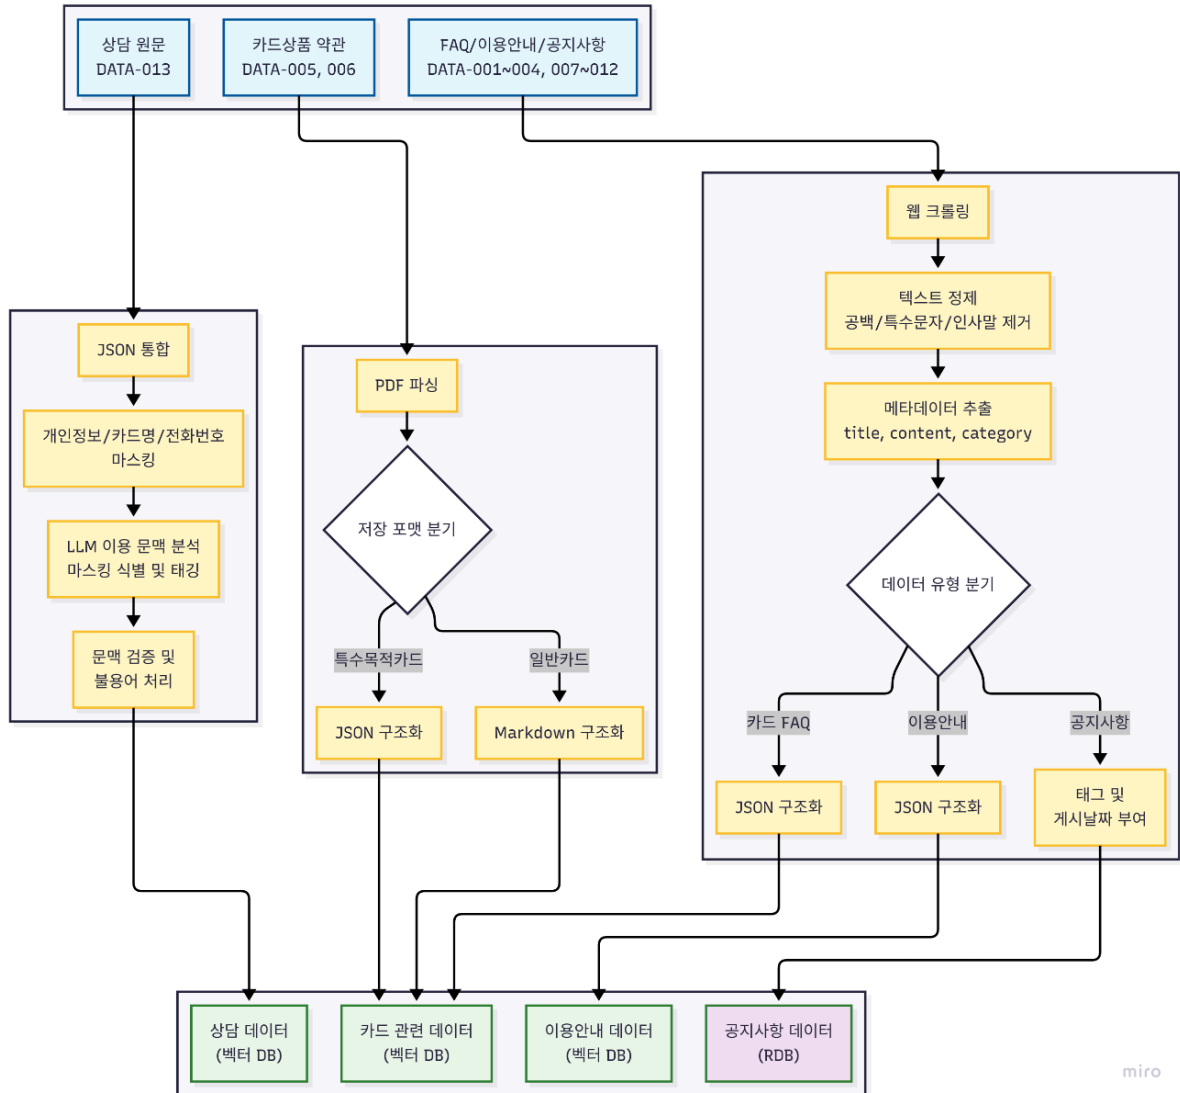 상담 원문
DATA-013
카드상품 약관
DATA-005, 006
FAQ/이용안내/공지사항
DATA-001~004, 007~012
웹 크롤링
텍스트 정제
공백/특수문자/인사말 제거
메타데이터 추출
title, content, category
데이터 유형 분기
카드 FAQ
이용안내
공지사항
JSON 구조화
JSON 구조화
태그 및
게시날짜 부여
JSON 통합
개인정보/카드명/전화번호
마스킹
LLM 이용 문맥 분석
마스킹 식별 및 태깅
문맥 검증 및
불용어 처리
PDF 파싱
저장 포맷 분기
특수목적카드
일반카드
JSON 구조화
Markdown 구조화
상담 데이터
(벡터 DB)
카드 관련 데이터
(벡터 DB)
이용안내 데이터
(벡터 DB)
공지사항 데이터
(RDB)
miro